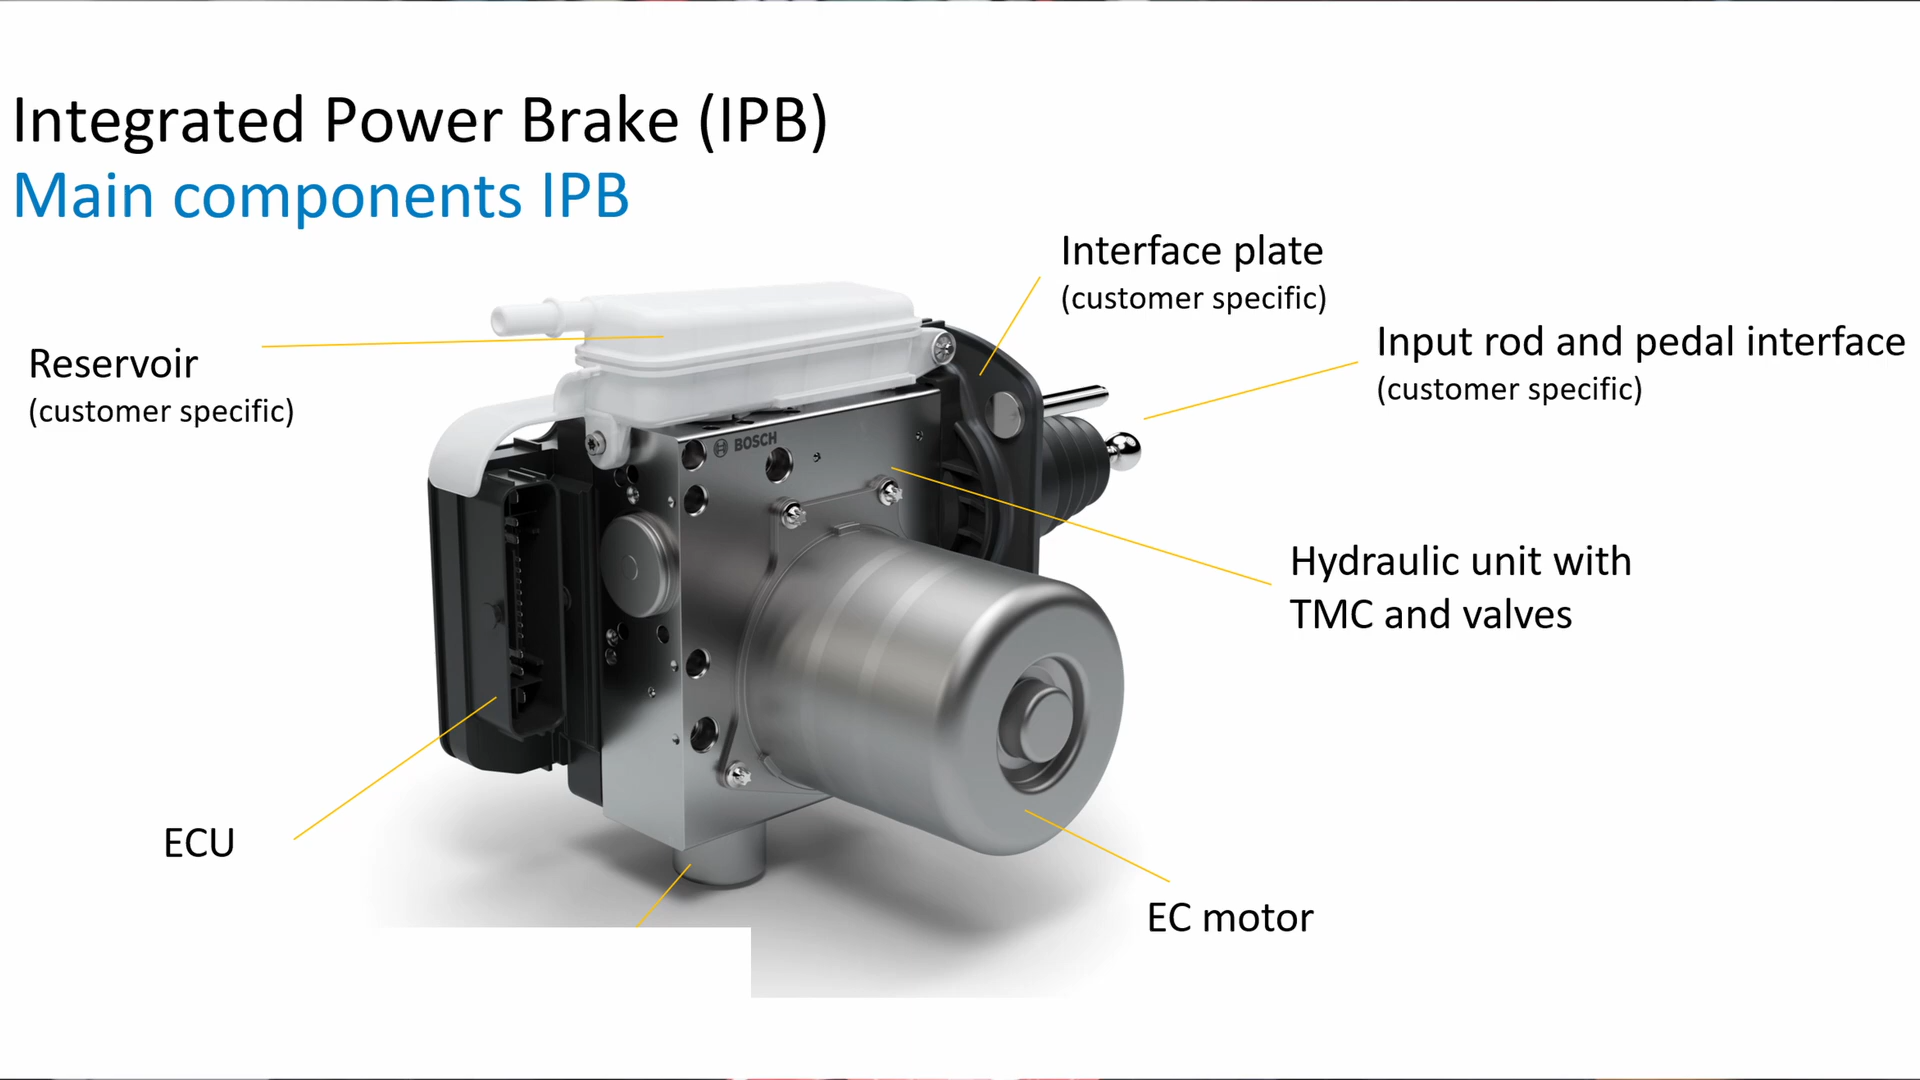 Integrated Power Brake (IPB)
Main components IPB
Interface plate
(customer specific)
Input rod and pedal interface
(customer specific)
Reservoir
(customer specific)
BOSCH
Hydraulic unit with
TMC and valves
ECU
EC motor